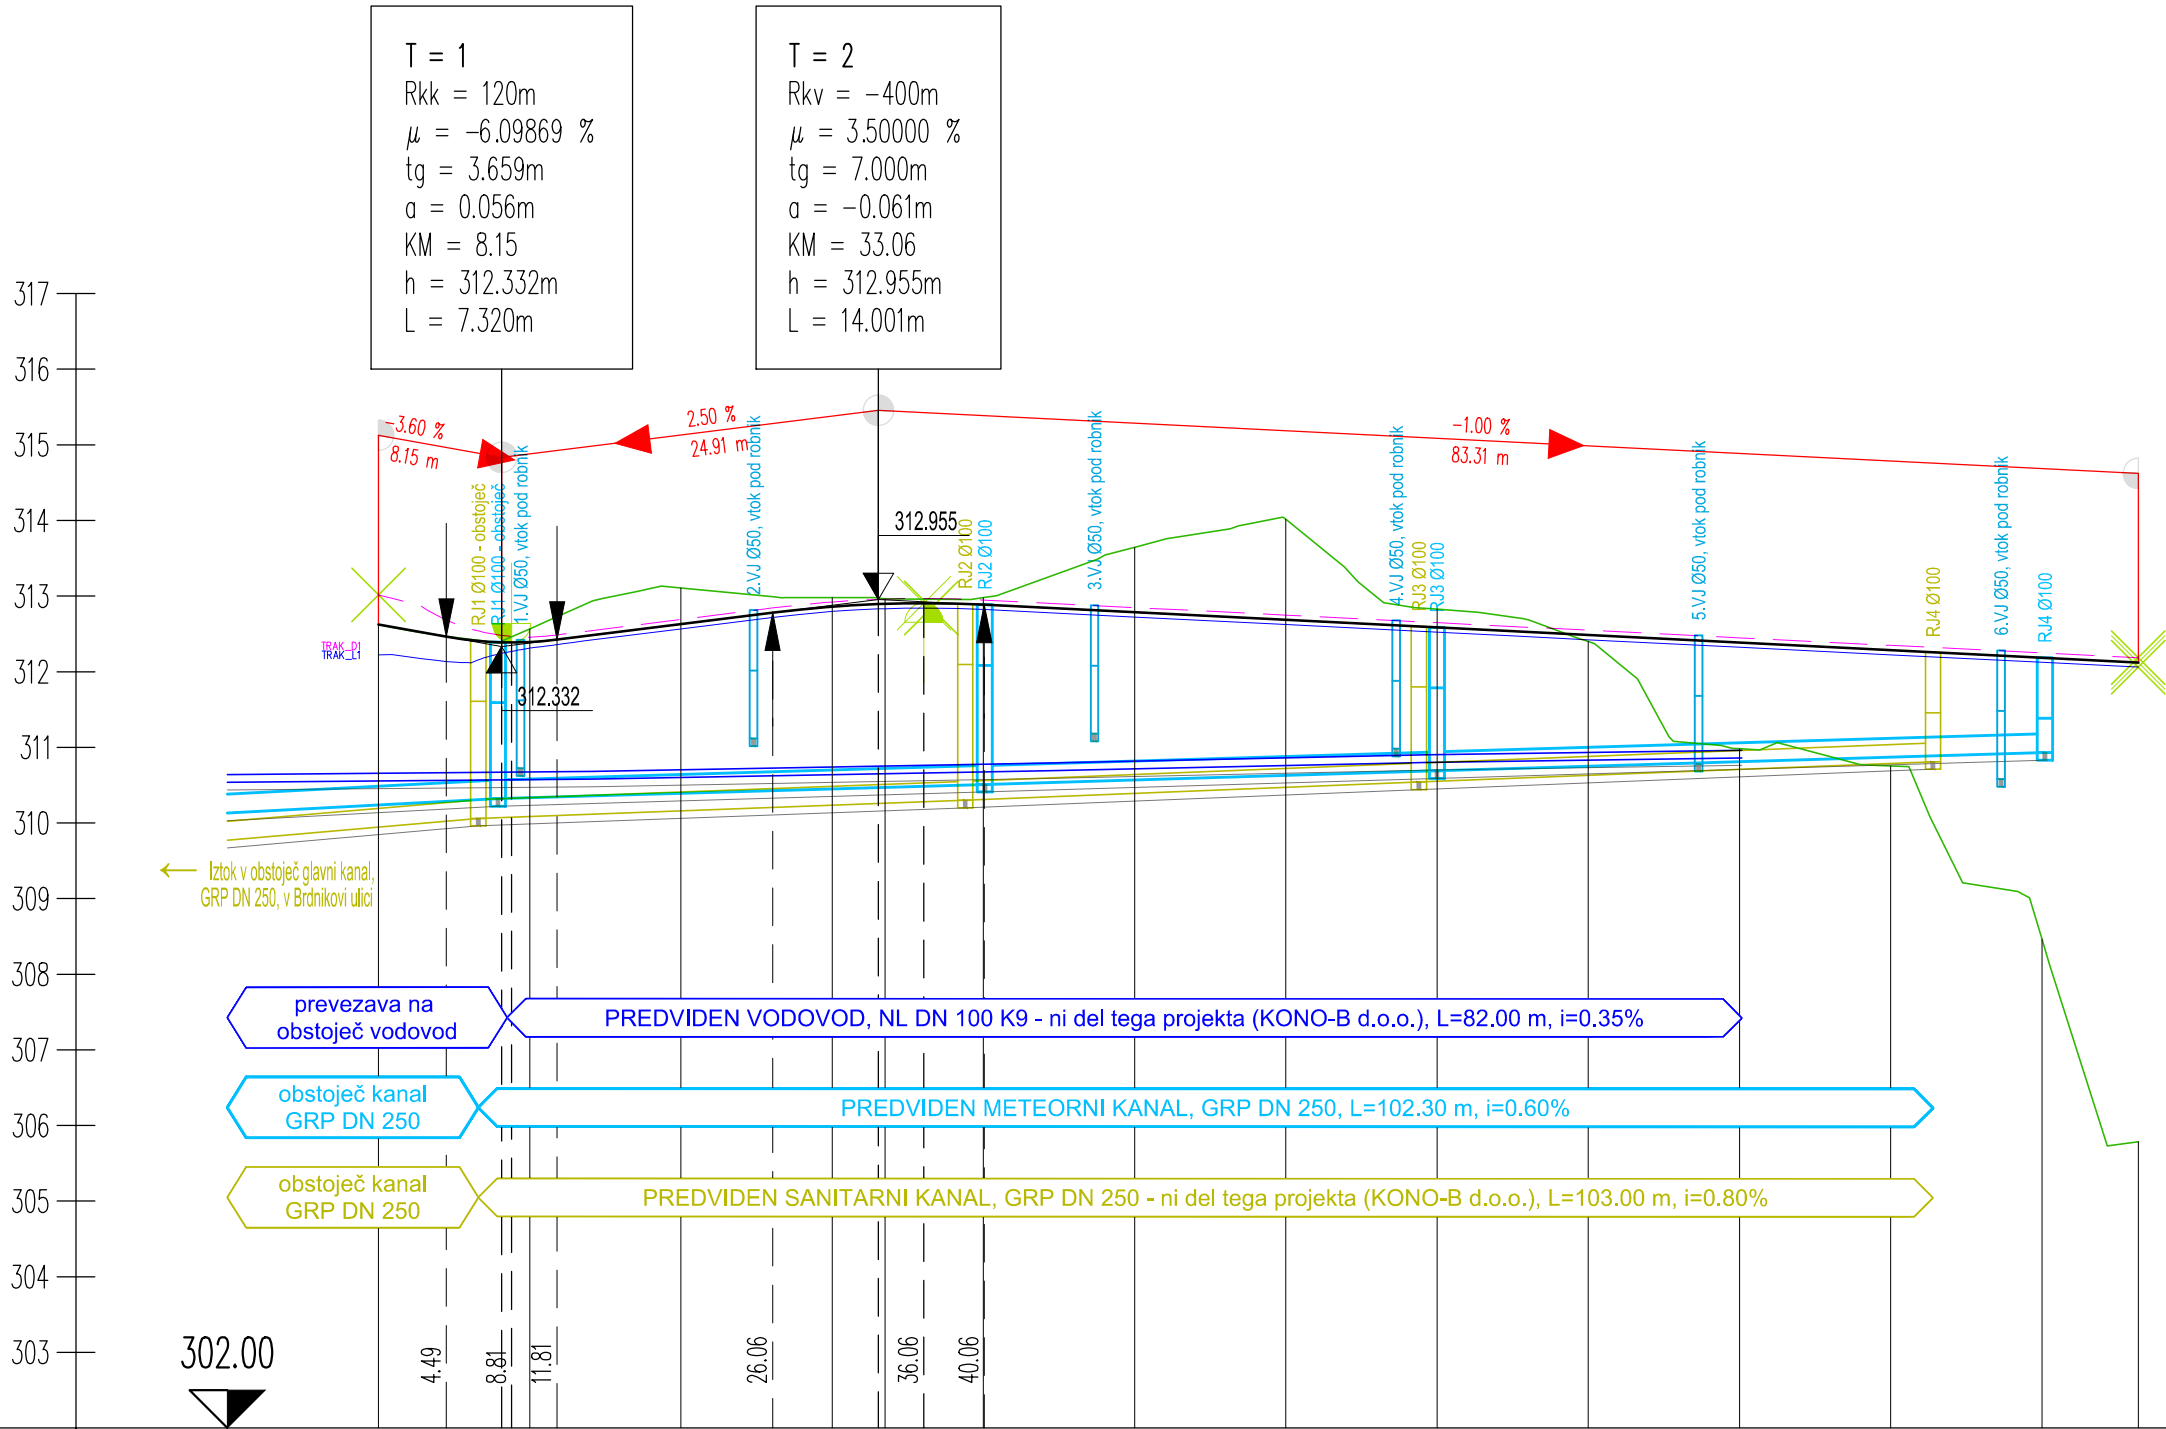 T = 1
Rkk = 120m
μ = -6.09869 %
tg = 3.659m
a = 0.056m
KM = 8.15
h = 312.332m
L = 7.320m
T = 2
Rkv = -400m
μ = 3.50000 %
tg = 7.000m
a = -0.061m
KM = 33.06
h = 312.955m
L = 14.001m
317
316
315
314
313
312
311
310
309
308
307
306
305
304
303
302.00
-3.60 %
8.15 m
2.50 %
24.91 m
-1.00 %
83.31 m
RJ1 Ø100 - obstoječ
RJ1 Ø100 - obstoječ
1.VJ Ø50, vtok pod robnik
2.VJ Ø50, vtok pod robnik
312.955
RJ2 Ø100
RJ2 Ø100
3.VJ Ø50, vtok pod robnik
4.VJ Ø50, vtok pod robnik
RJ3 Ø100
RJ3 Ø100
5.VJ Ø50, vtok pod robnik
RJ4 Ø100
6.VJ Ø50, vtok pod robnik
RJ4 Ø100
TRAK_D1
TRAK_L1
312.332
Iztok v obstoječ glavni kanal,
GRP DN 250, v Brdnikovi ulici
prevezava na
obstoječ vodovod
PREDVIDEN VODOVOD, NL DN 100 K9 - ni del tega projekta (KONO-B d.o.o.), L=82.00 m, i=0.35%
obstoječ kanal
GRP DN 250
PREDVIDEN METEORNI KANAL, GRP DN 250, L=102.30 m, i=0.60%
obstoječ kanal
GRP DN 250
PREDVIDEN SANITARNI KANAL, GRP DN 250 - ni del tega projekta (KONO-B d.o.o.), L=103.00 m, i=0.80%
4.49
8.81
11.81
26.06
36.06
40.06